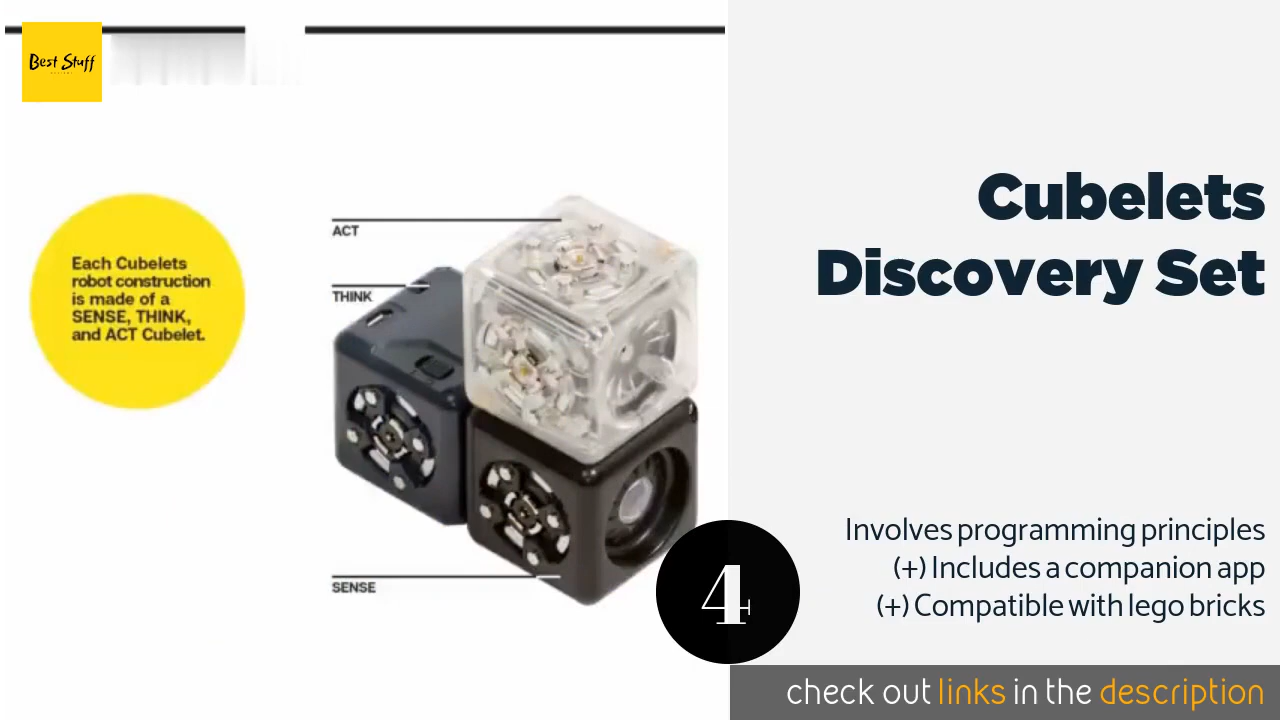 Best Stuff
Each Cubelets
robot construction
is made of a
SENSE, THINK,
and ACT Cubelet.
ACT
THINK
SENSE
Cubelets
Discovery Set
4
Involves programming principles
(+) Includes a companion app
(+) Compatible with lego bricks
check out links in the description